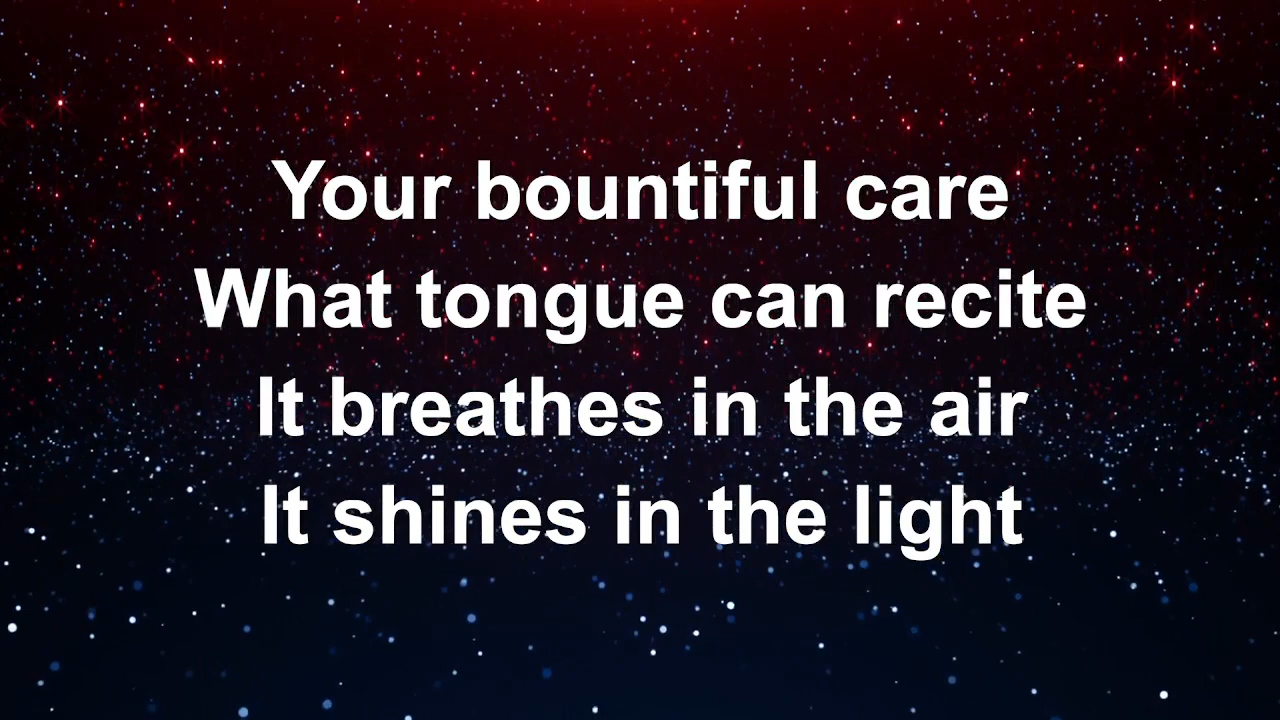 Your bountiful care
What tongue can recite
It breathes in the air
It shines in the light